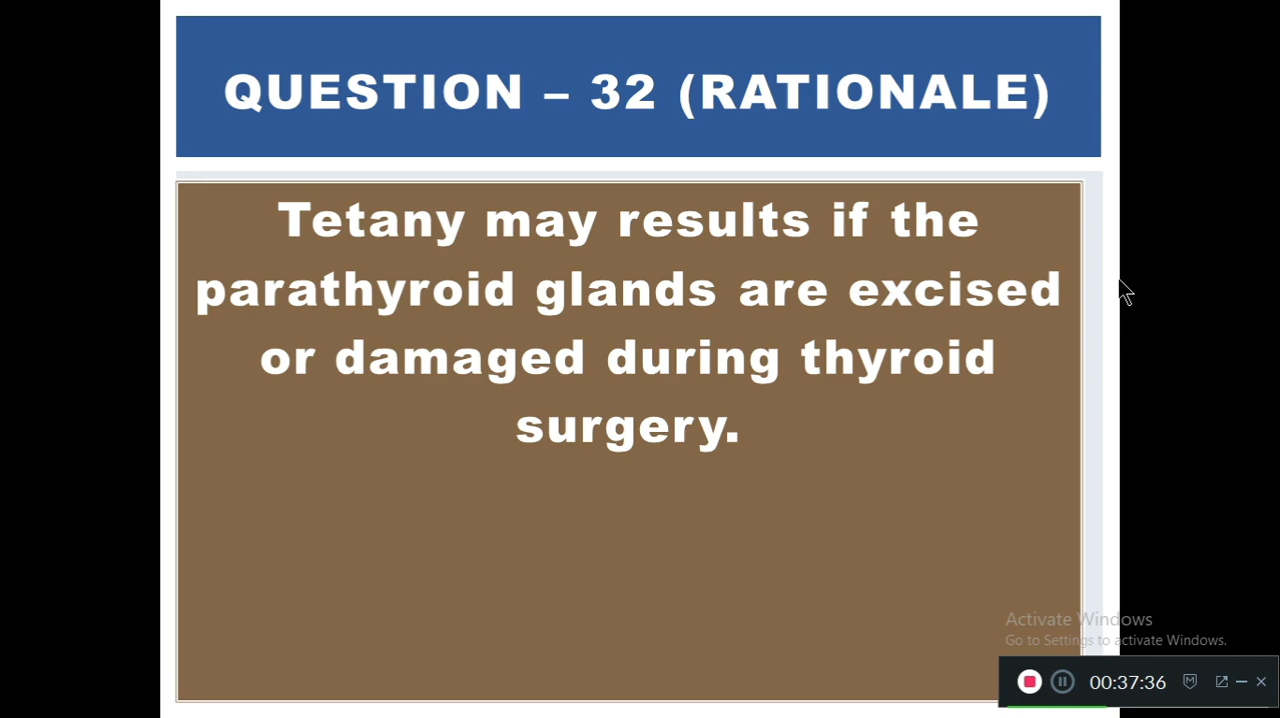 QUESTION – 32 (RATIONALE)
Tetany may results if the
parathyroid glands are excised
or damaged during thyroid
surgery.
Activate Windows
Go to Settings to activate Windows.
00:37:36